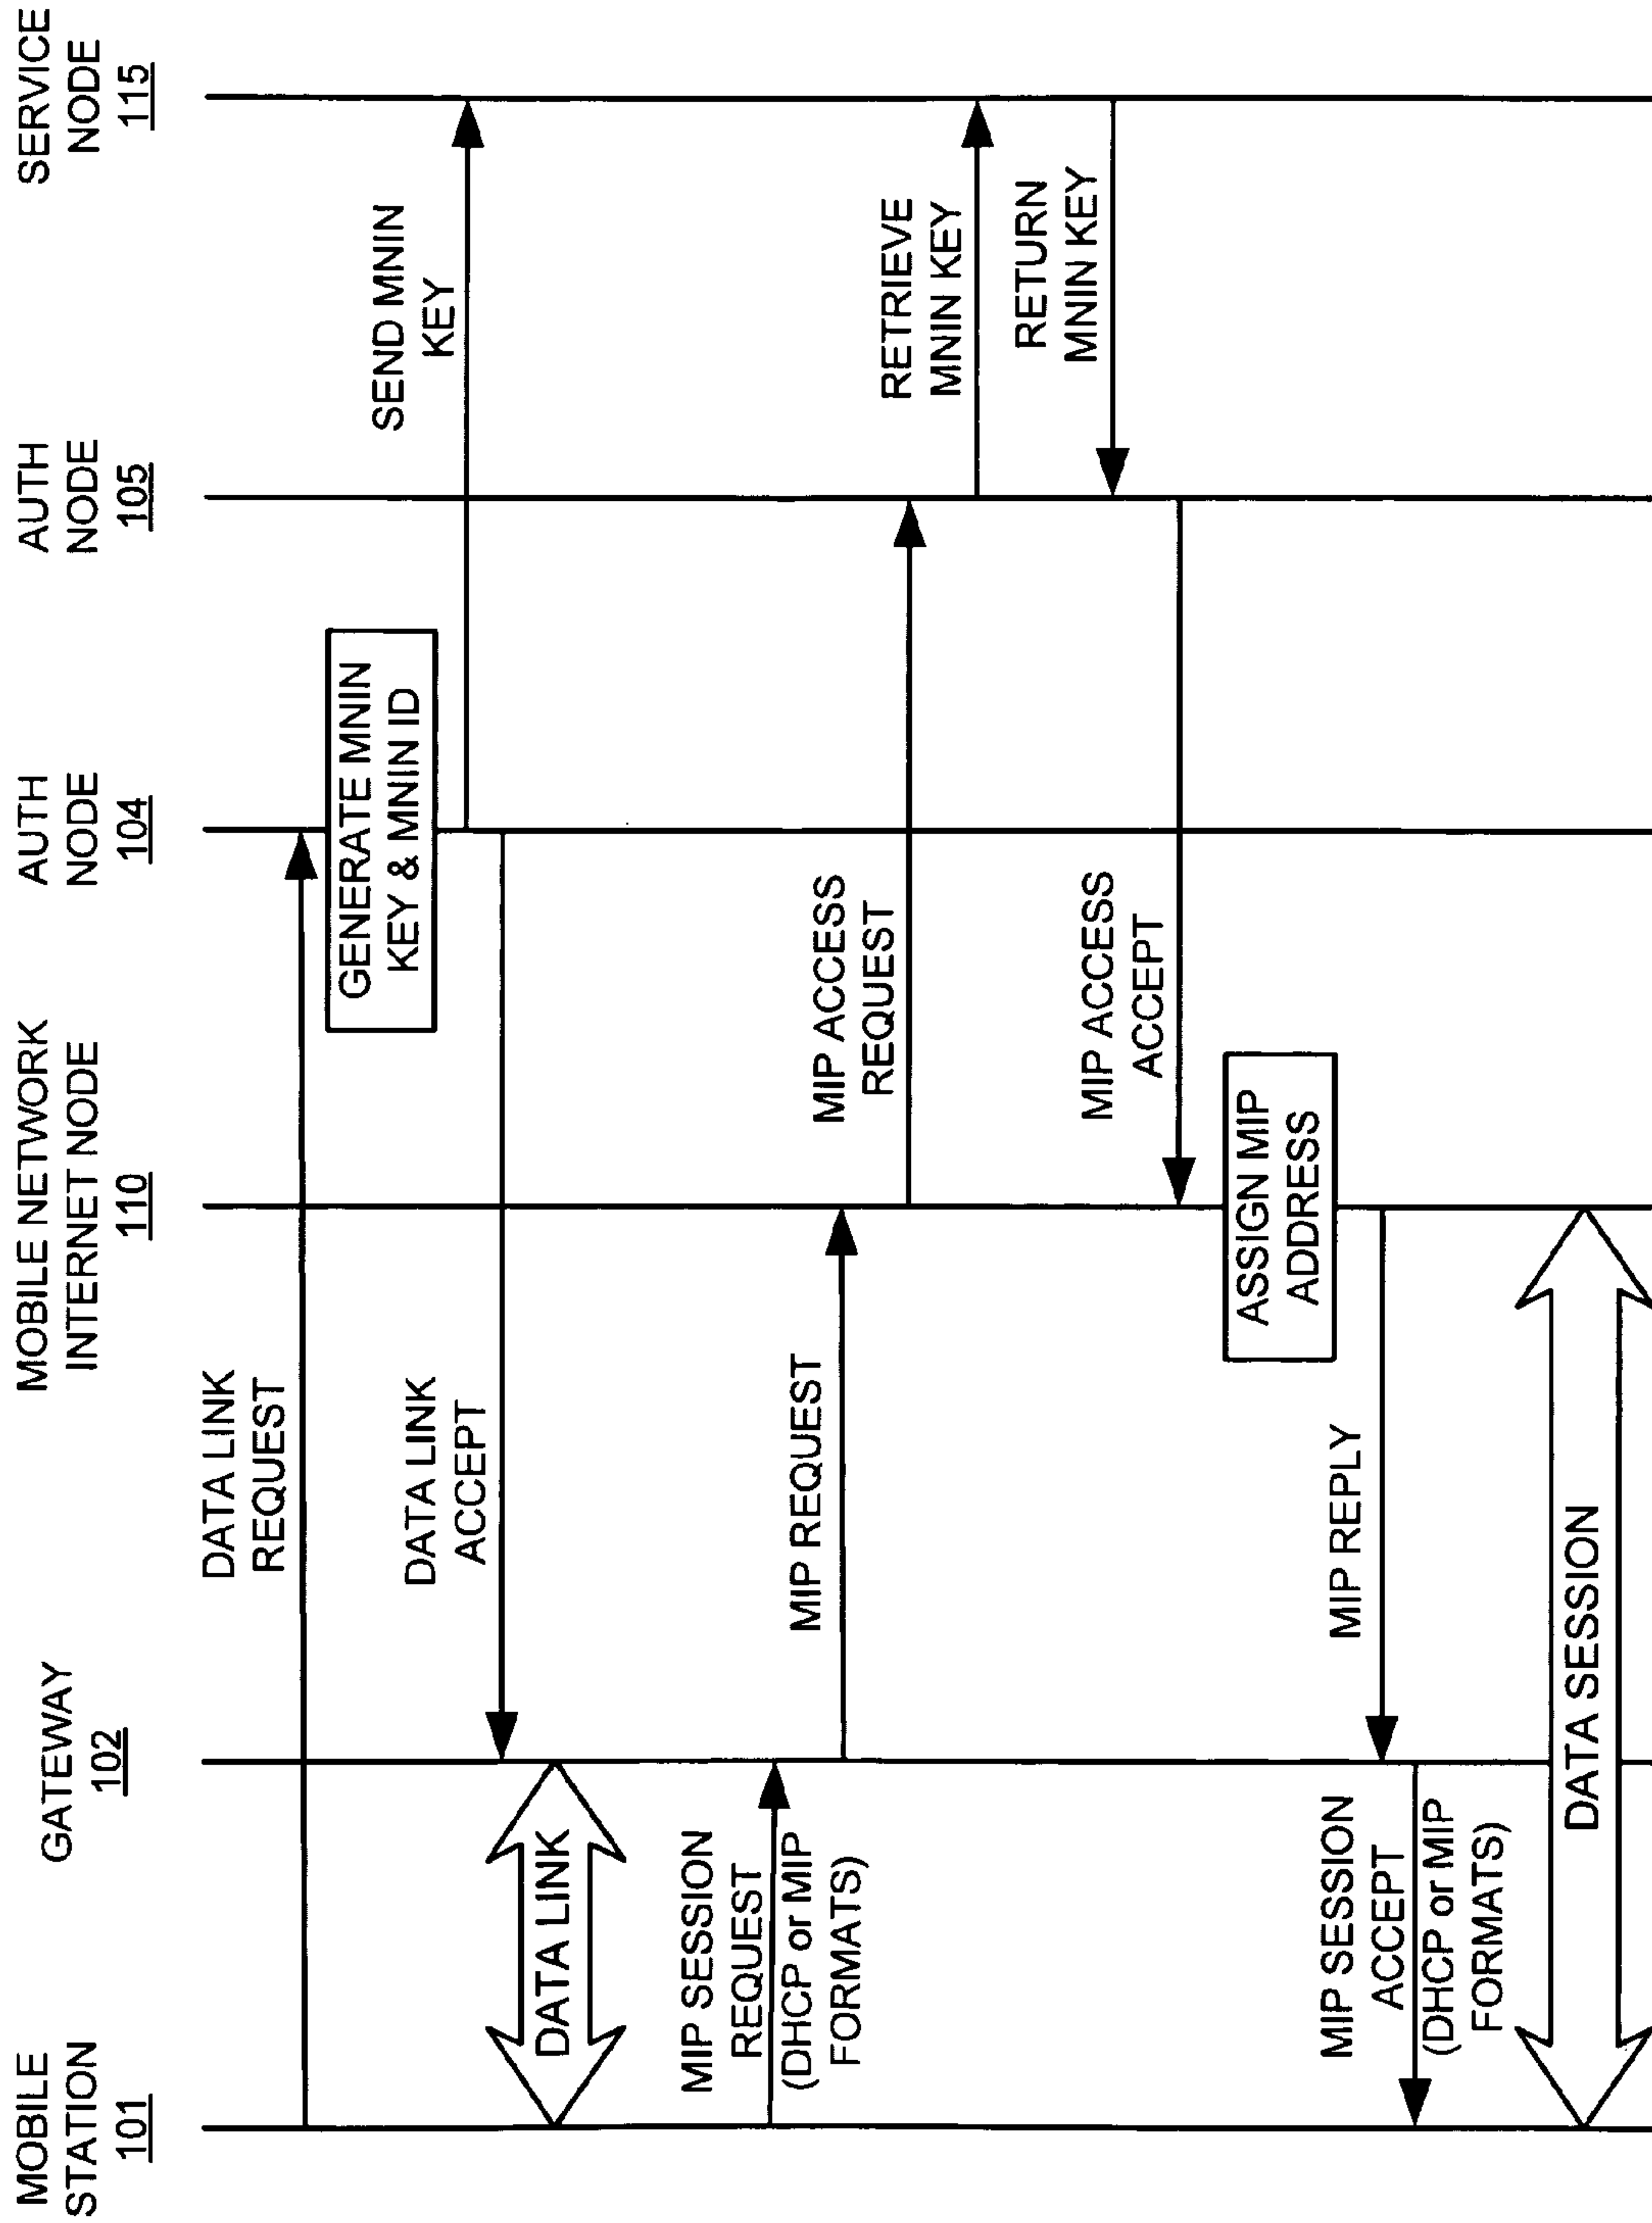 MOBILE
STATION
101
GATEWAY
102
MOBILE NETWORK
INTERNET NODE
110
AUTH
NODE
104
AUTH
NODE
105
SERVICE
NODE
115
DATA LINK
REQUEST
GENERATE MNIN
KEY & MNIN ID
SEND MNIN
KEY
DATA LINK
ACCEPT
DATA LINK
MIP SESSION
REQUEST
(DHCP or MIP
FORMATS)
MIP REQUEST
MIP ACCESS
REQUEST
RETRIEVE
MNIN KEY
RETURN
MNIN KEY
MIP ACCESS
ACCEPT
ASSIGN MIP
ADDRESS
MIP REPLY
MIP SESSION
ACCEPT
(DHCP or MIP
FORMATS)
DATA SESSION